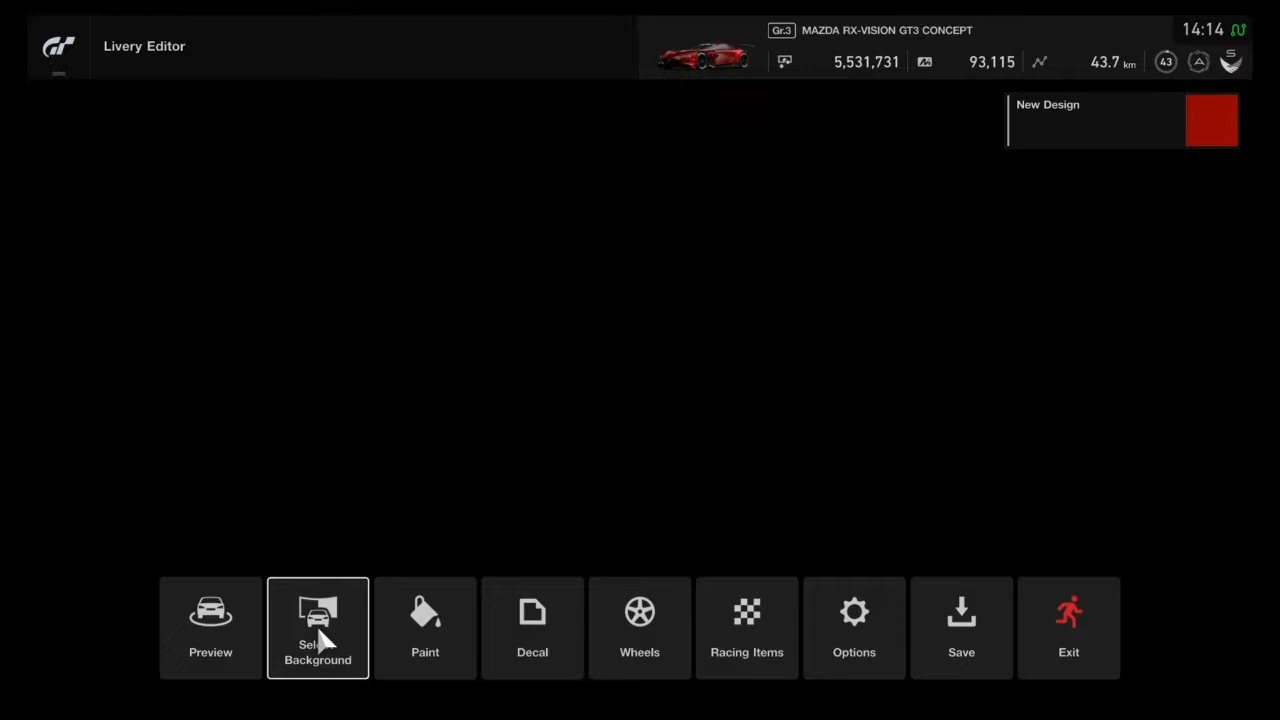 Livery Editor
Gr.3 MAZDA RX-VISION GT3 CONCEPT
14:14
5,531,731
93,115
43.7 km
43
S
New Design
Preview
Background
Paint
Decal
Wheels
Racing Items
Options
Save
Exit